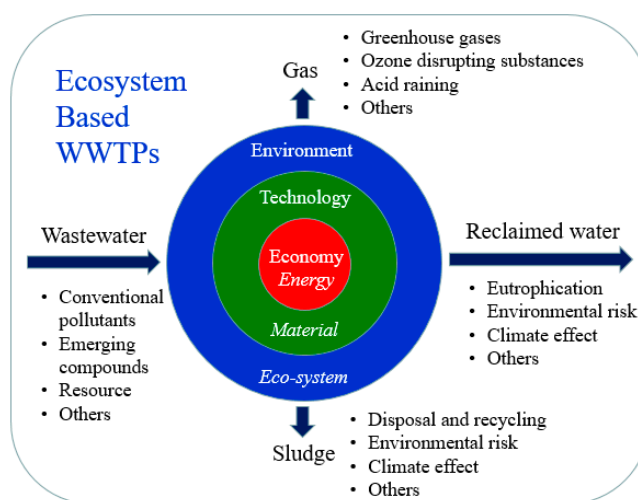 Ecosystem
Based
WWTPs
Gas
• Greenhouse gases
• Ozone disrupting substances
• Acid raining
• Others
Environment
Technology
Economy
Energy
Material
Eco-system
Wastewater
• Conventional
pollutants
• Emerging
compounds
• Resource
• Others
Reclaimed water
• Eutrophication
• Environmental risk
• Climate effect
• Others
Sludge
• Disposal and recycling
• Environmental risk
• Climate effect
• Others